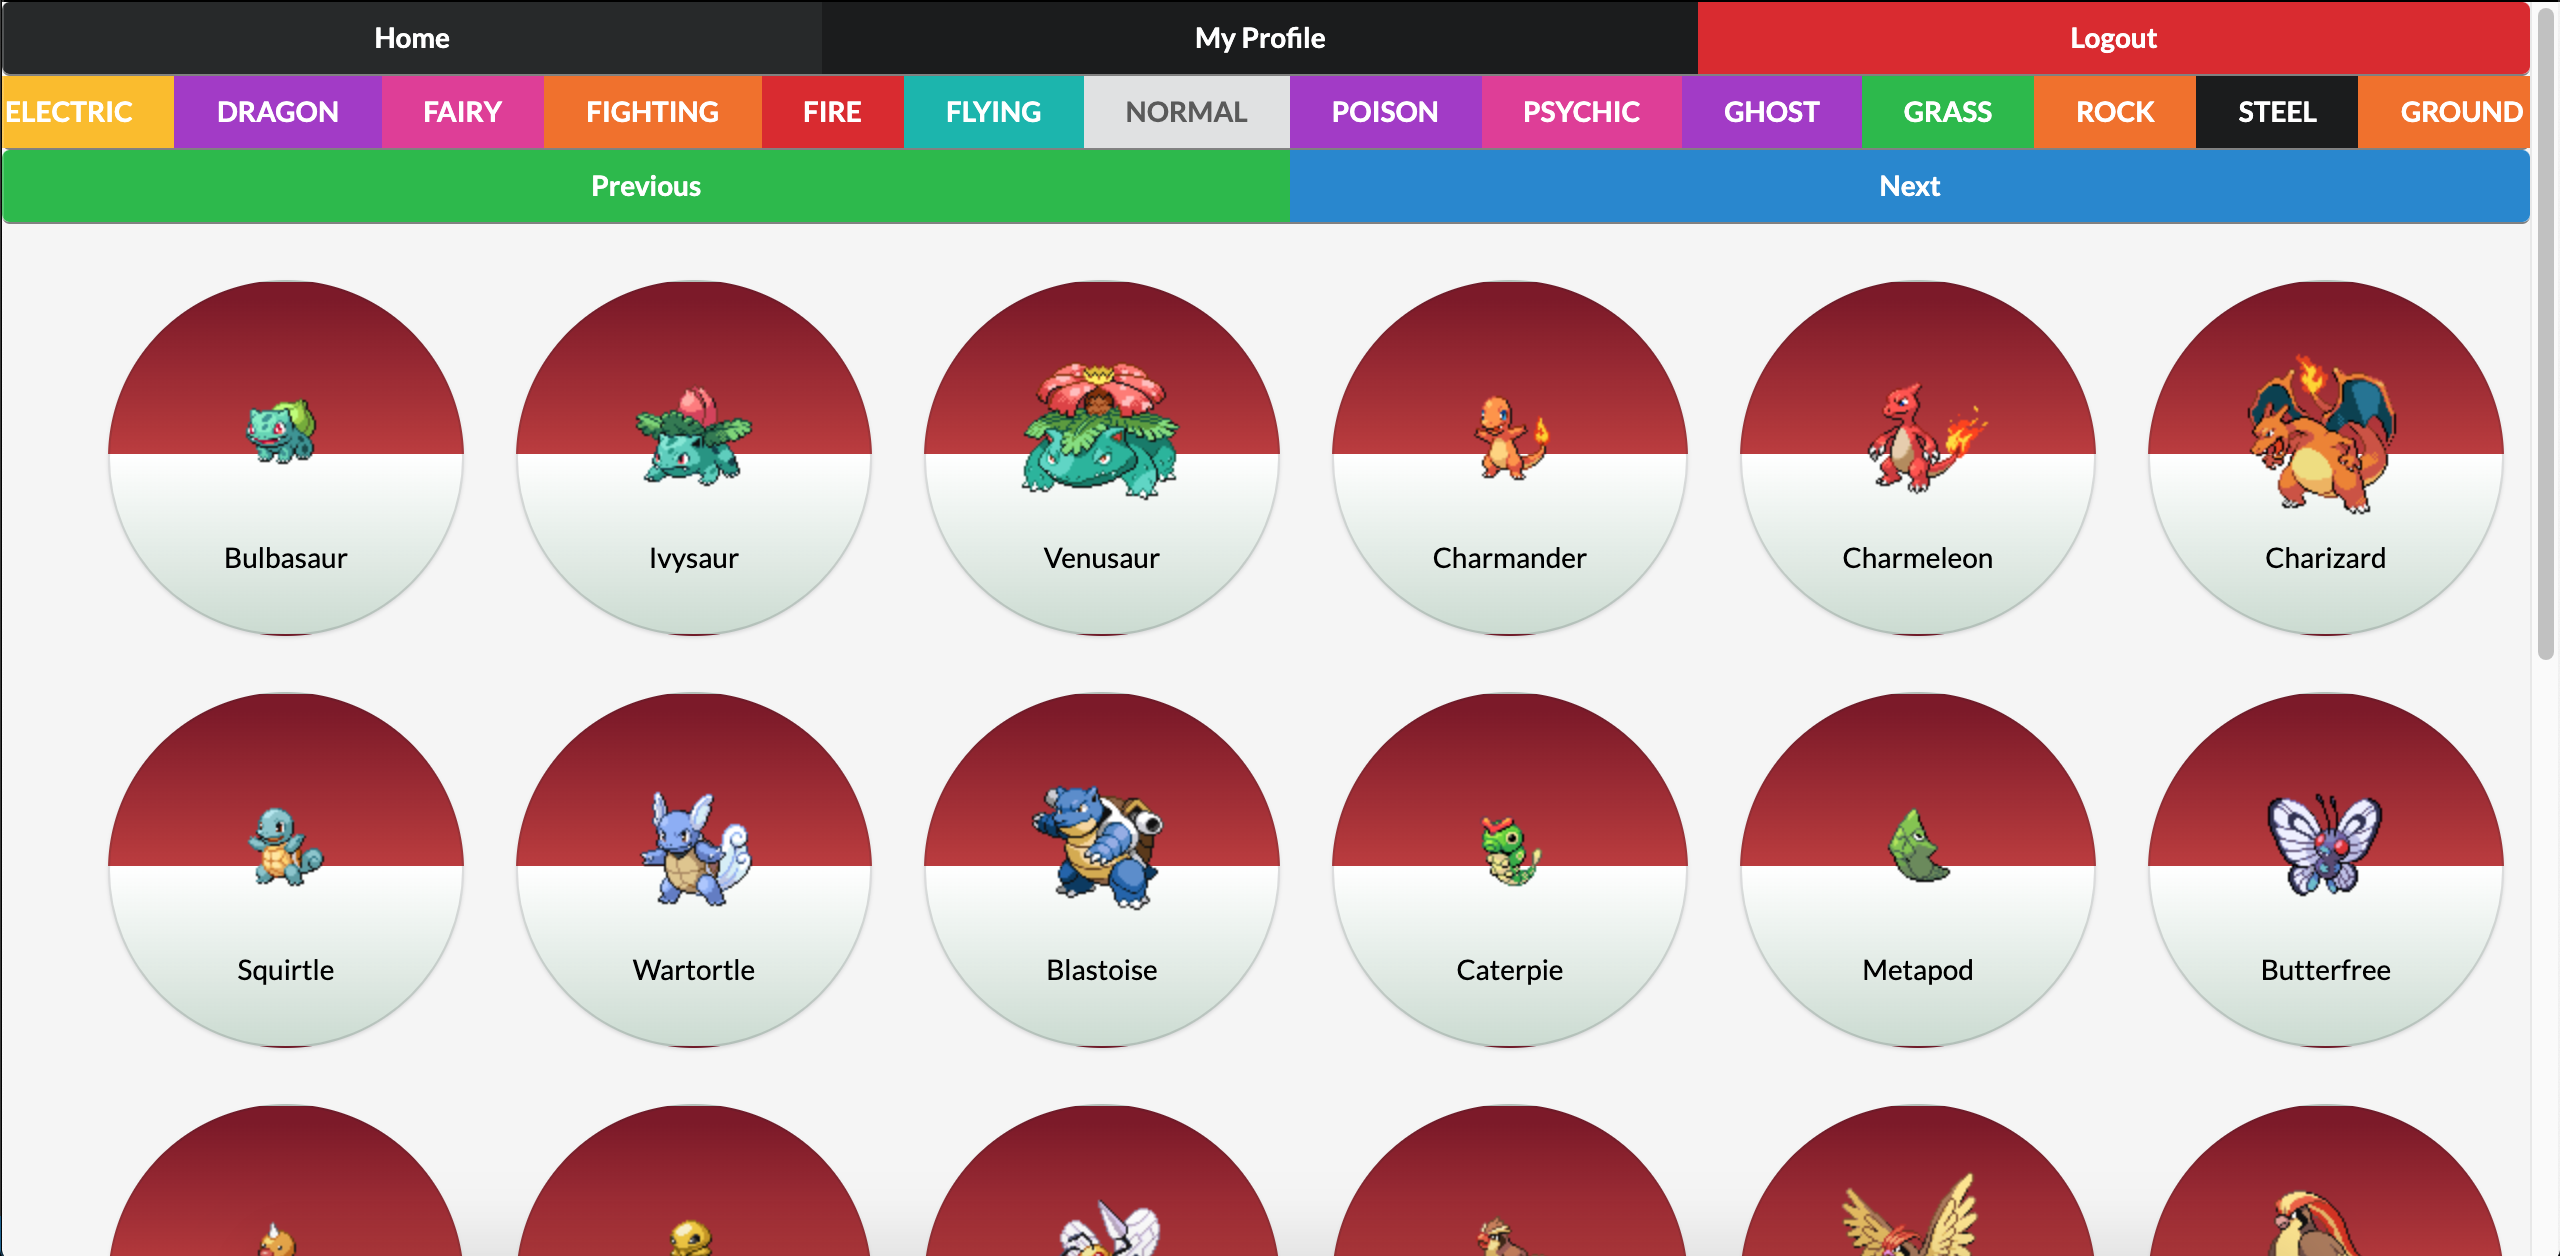 Home My Profile Logout
ELECTRIC DRAGON FAIRY FIGHTING FIRE FLYING NORMAL POISON PSYCHIC GHOST GRASS ROCK STEEL GROUND
Previous Next
Bulbasaur Ivysaur Venusaur Charmander Charmeleon Charizard
Squirtle Wartortle Blastoise Caterpie Metapod Butterfree